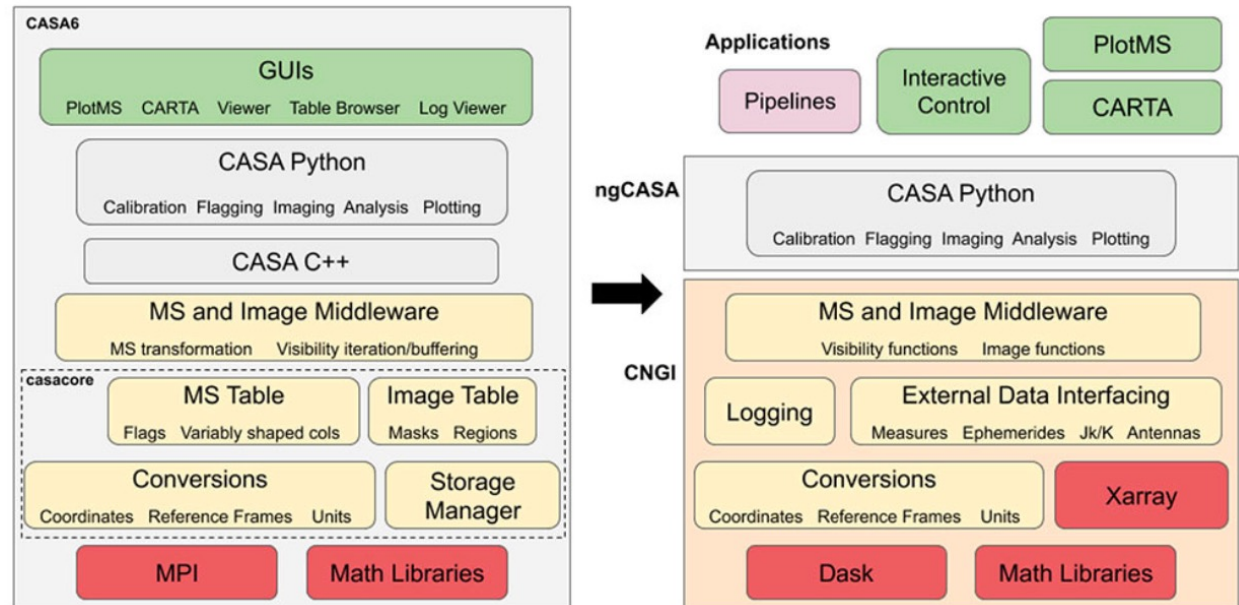 CASA6
GUIs
PlotMS CARTA Viewer Table Browser Log Viewer
CASA Python
Calibration Flagging Imaging Analysis Plotting
CASA C++
MS and Image Middleware
MS transformation Visibility iteration/buffering
casacore
MS Table
Flags Variably shaped cols
Image Table
Masks Regions
Conversions
Coordinates Reference Frames Units
Storage
Manager
MPI
Math Libraries
Applications
Pipelines
Interactive
Control
PlotMS
CARTA
ngCASA
CASA Python
Calibration Flagging Imaging Analysis Plotting
CNGI
MS and Image Middleware
Visibility functions Image functions
Logging
External Data Interfacing
Measures Ephemerides Jk/K Antennas
Conversions
Coordinates Reference Frames Units
Xarray
Dask
Math Libraries